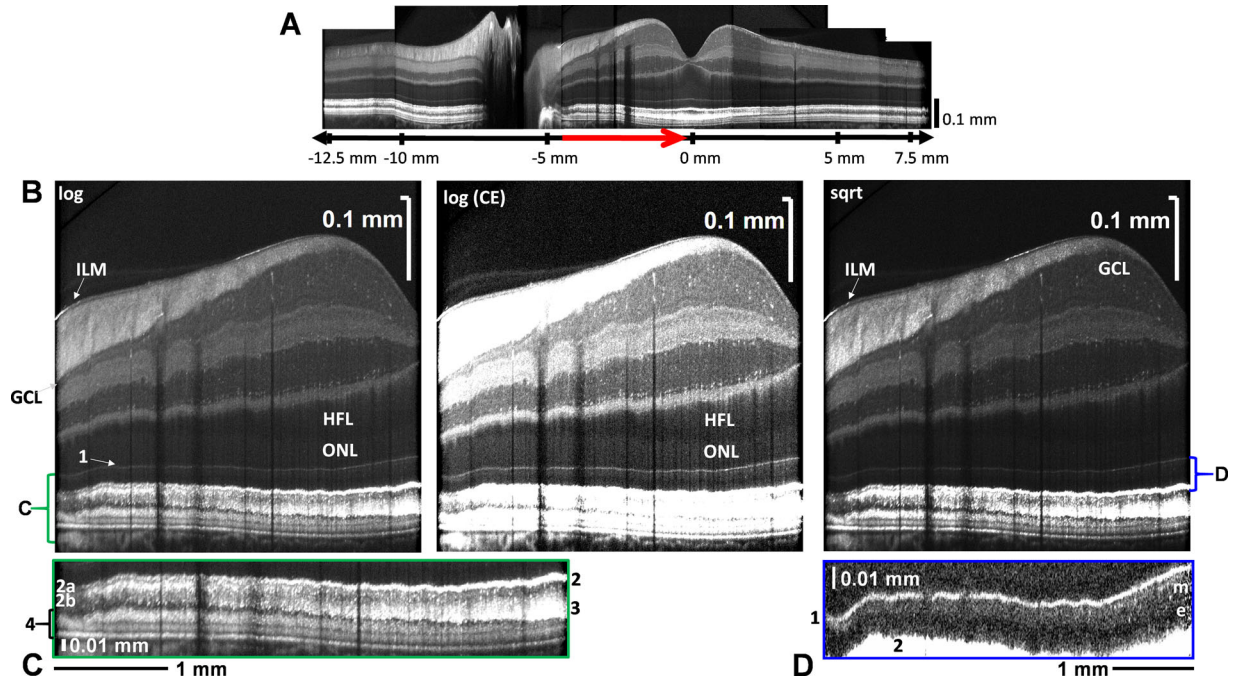 A
0.1 mm
-12.5 mm -10 mm -5 mm 0 mm 5 mm 7.5 mm
B
log
0.1 mm
ILM
GCL
HFL
ONL
1
C
log (CE)
0.1 mm
HFL
ONL
sqrt
0.1 mm
ILM
GCL
D
2a
2b
4
0.01 mm
2
3
C
1 mm
0.01 mm
m
e
1
2
D
1 mm